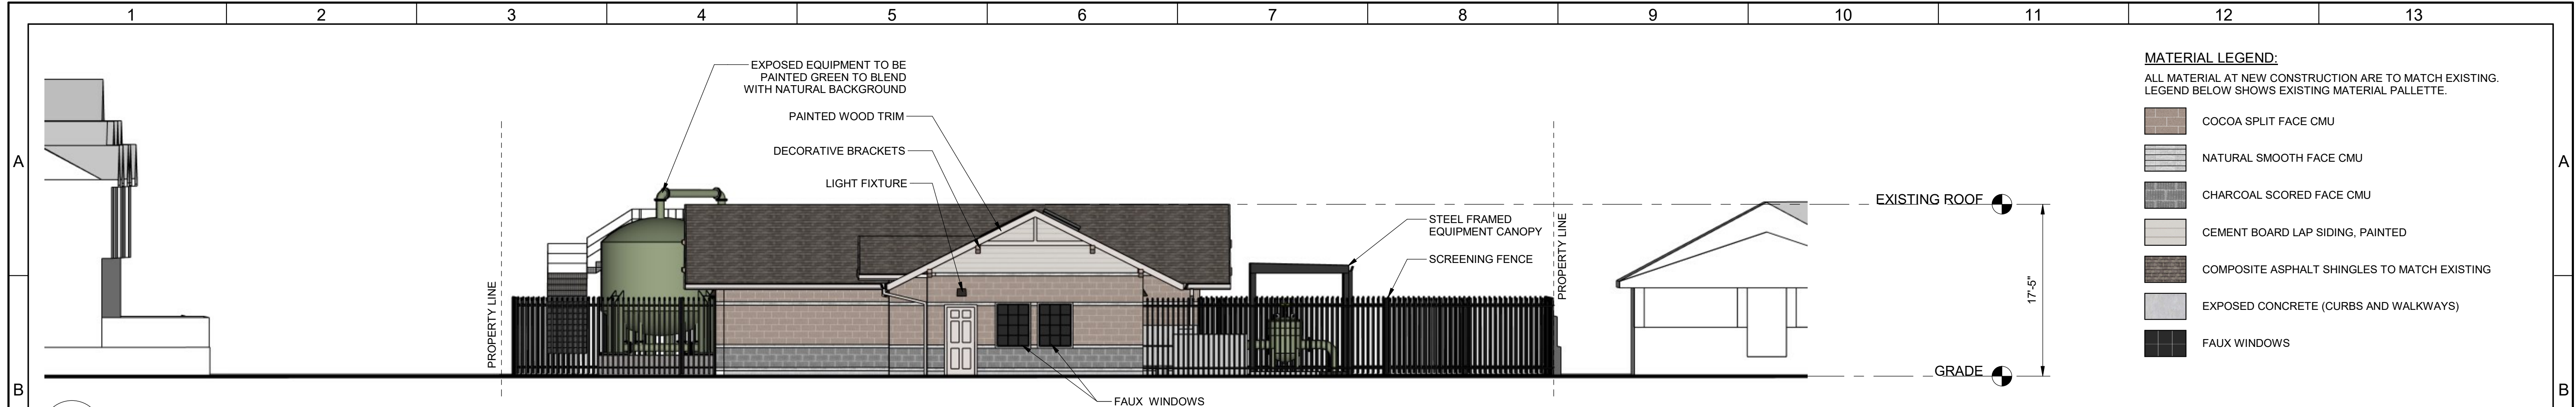 1 2 3 4 5 6 7 8 9 10 11 12 13
EXPOSED EQUIPMENT TO BE
PAINTED GREEN TO BLEND
WITH NATURAL BACKGROUND
PAINTED WOOD TRIM
DECORATIVE BRACKETS
LIGHT FIXTURE
STEEL FRAMED
EQUIPMENT CANOPY
SCREENING FENCE
FAUX WINDOWS
PROPERTY LINE
PROPERTY LINE
EXISTING ROOF
17'-5"
GRADE
MATERIAL LEGEND:
ALL MATERIAL AT NEW CONSTRUCTION ARE TO MATCH EXISTING.
LEGEND BELOW SHOWS EXISTING MATERIAL PALLETTE.
COCOA SPLIT FACE CMU
NATURAL SMOOTH FACE CMU
CHARCOAL SCORED FACE CMU
CEMENT BOARD LAP SIDING, PAINTED
COMPOSITE ASPHALT SHINGLES TO MATCH EXISTING
EXPOSED CONCRETE (CURBS AND WALKWAYS)
FAUX WINDOWS
A
B
A
B